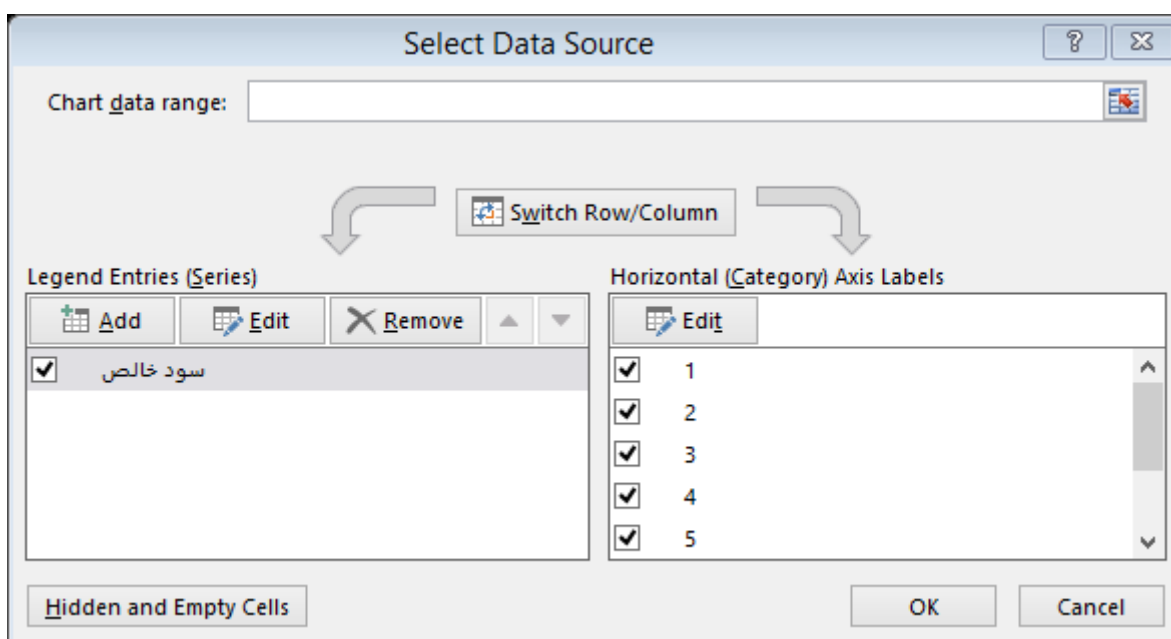 Select Data Source
Chart data range:
Switch Row/Column
Legend Entries (Series)
Add Edit Remove
سود خالص
Horizontal (Category) Axis Labels
Edit
1
2
3
4
5
Hidden and Empty Cells
OK Cancel